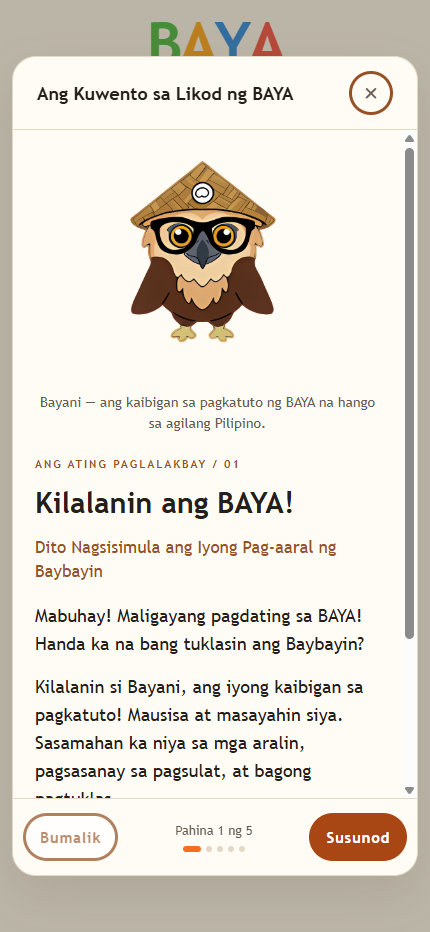 BAYA
Ang Kuwento sa Likod ng BAYA
Bayani — ang kaibigan sa pagkatuto ng BAYA na hango
sa agilang Pilipino.
ANG ATING PAGLALAKBAY / 01
Kilalanin ang BAYA!
Dito Nagsisimula ang Iyong Pag-aaral ng
Baybayin
Mabuhay! Maligayang pagdating sa BAYA!
Handa ka na bang tuklasin ang Baybayin?
Kilalanin si Bayani, ang iyong kaibigan sa
pagkatuto! Mausisa at masayahin siya.
Sasamahan ka niya sa mga aralin,
pagsasanay sa pagsulat, at bagong
Bumalik
Pahina 1 ng 5
Susunod